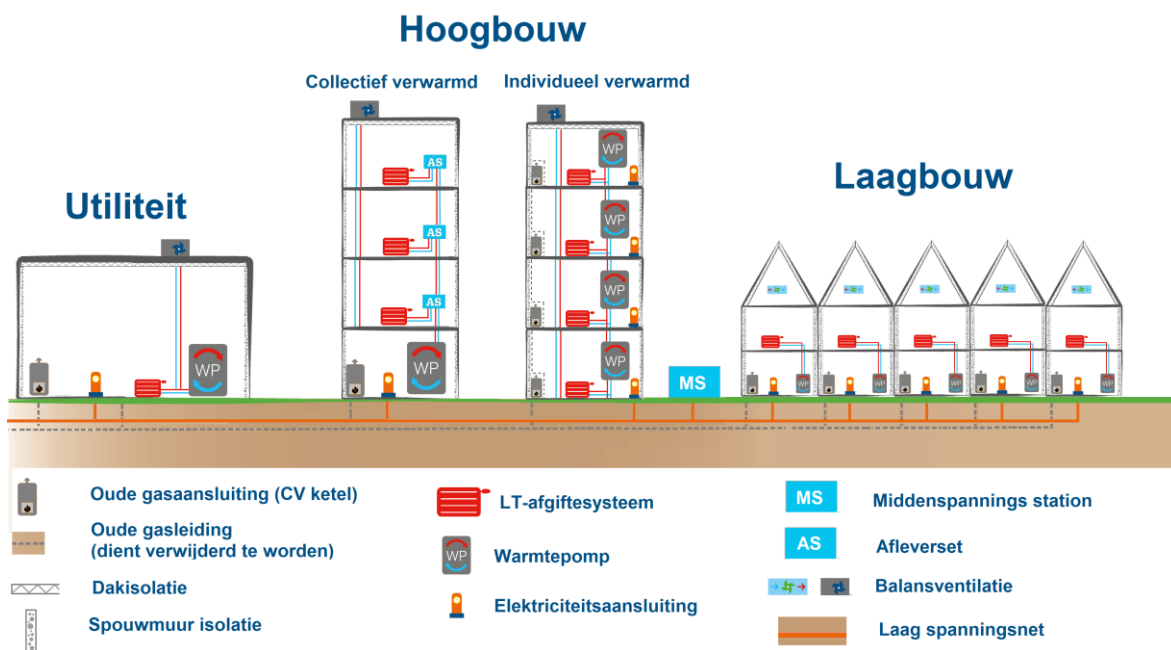 Hoogbouw
Collectief verwarmd
Individueel verwarmd
Utiliteit
Laagbouw
WP
AS
AS
AS
WP
WP
WP
WP
WP
MS
WP
WP
WP
WP
WP
Oude gasaansluiting (CV ketel)
Oude gasleiding
(dient verwijderd te worden)
Dakisolatie
Spouwmuur isolatie
LT-afgiftesysteem
WP
Warmtepomp
Elektriciteitsaansluiting
MS
Middenspannings station
AS
Afleverset
Balansventilatie
Laag spanningsnet